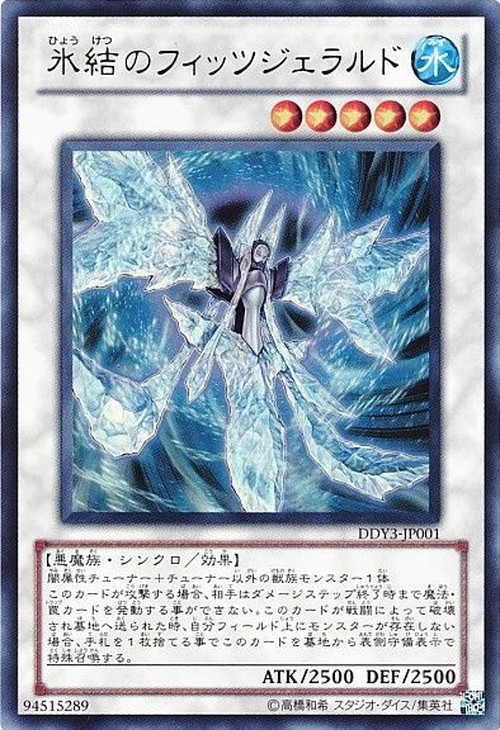 ひょう けつ
氷結のフィッツジェラルド
水
DDY3-JP001
【悪魔族・シンクロ／効果】
闇属性チューナー＋チューナー以外の獣族モンスター１体
このカードが攻撃する場合、相手はダメージステップ終了時まで魔法・
罠カードを発動する事ができない。このカードが戦闘によって破壊
され墓地へ送られた時、自分フィールド上にモンスターが存在しない
場合、手札を１枚捨てる事でこのカードを墓地から表側守備表示で
特殊召喚する。
ATK/2500 DEF/2500
94515289
©高橋和希 スタジオ・ダイス/集英社